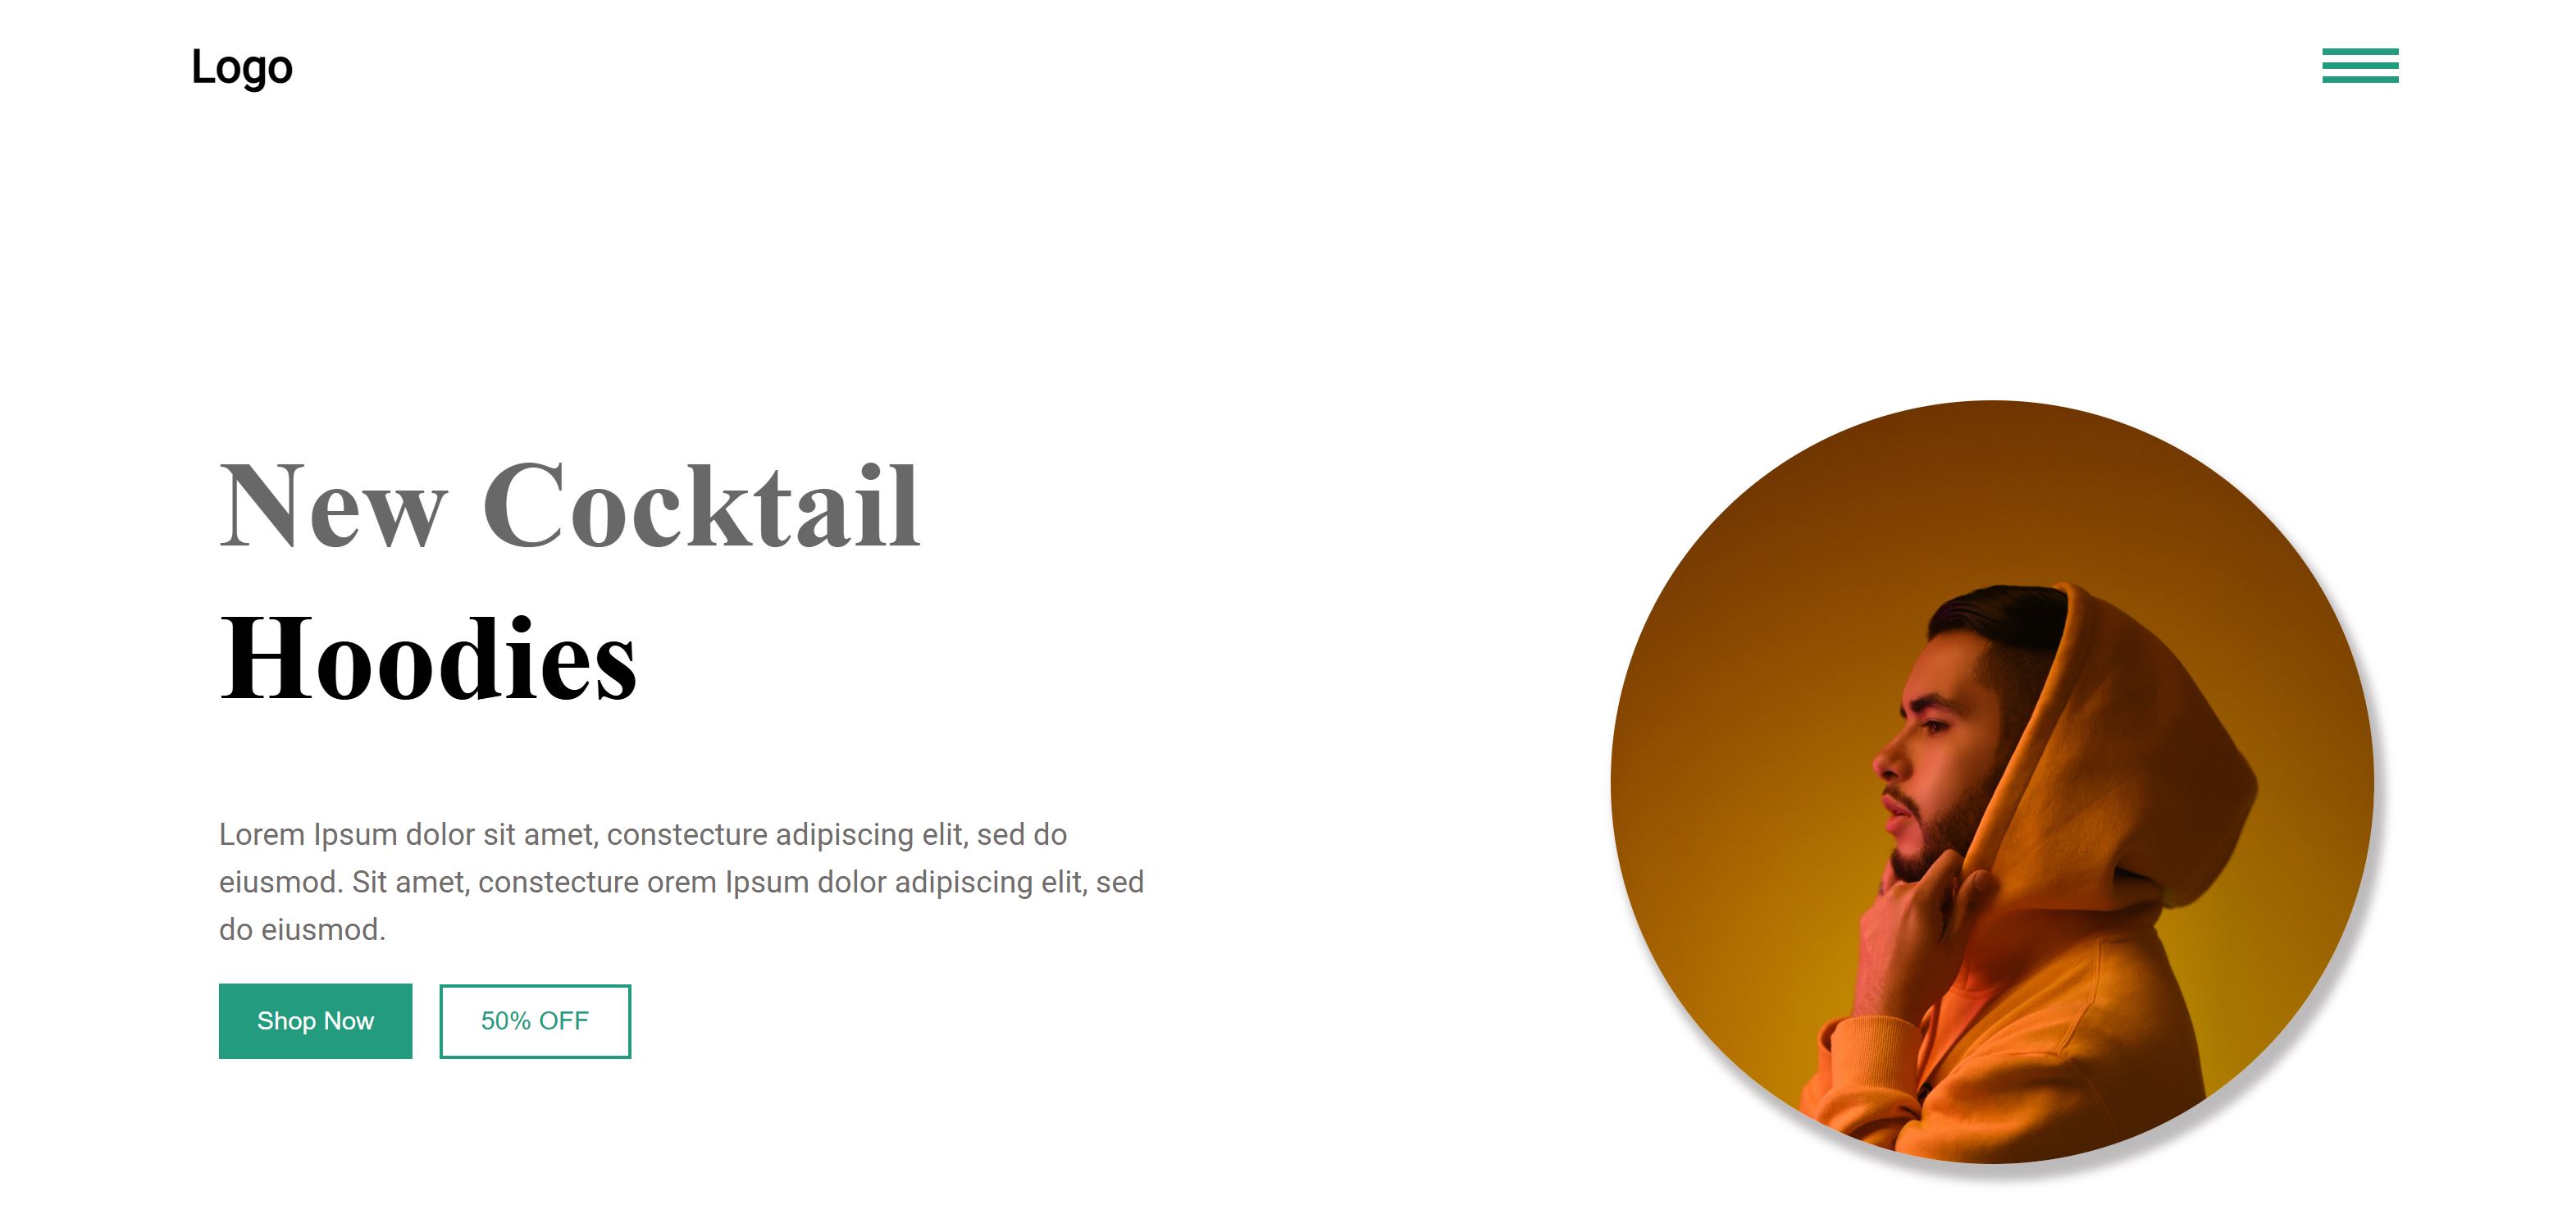 Logo
New Cocktail
Hoodies
Lorem Ipsum dolor sit amet, constecture adipiscing elit, sed do
eiusmod. Sit amet, constecture orem Ipsum dolor adipiscing elit, sed
do eiusmod.
Shop Now
50% OFF